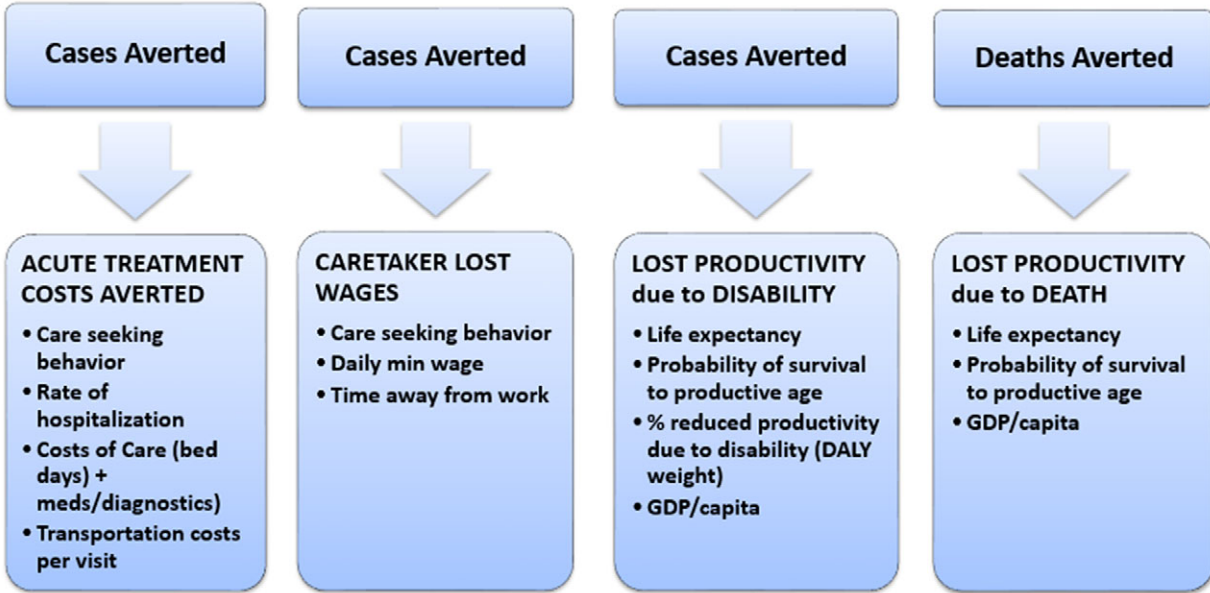 Cases Averted
Cases Averted
Cases Averted
Deaths Averted
ACUTE TREATMENT
COSTS AVERTED
• Care seeking
behavior
• Rate of
hospitalization
• Costs of Care (bed
days) +
meds/diagnostics)
• Transportation costs
per visit
CARETAKER LOST
WAGES
• Care seeking behavior
• Daily min wage
• Time away from work
LOST PRODUCTIVITY
due to DISABILITY
• Life expectancy
• Probability of survival
to productive age
• % reduced productivity
due to disability (DALY
weight)
• GDP/capita
LOST PRODUCTIVITY
due to DEATH
• Life expectancy
• Probability of survival
to productive age
• GDP/capita